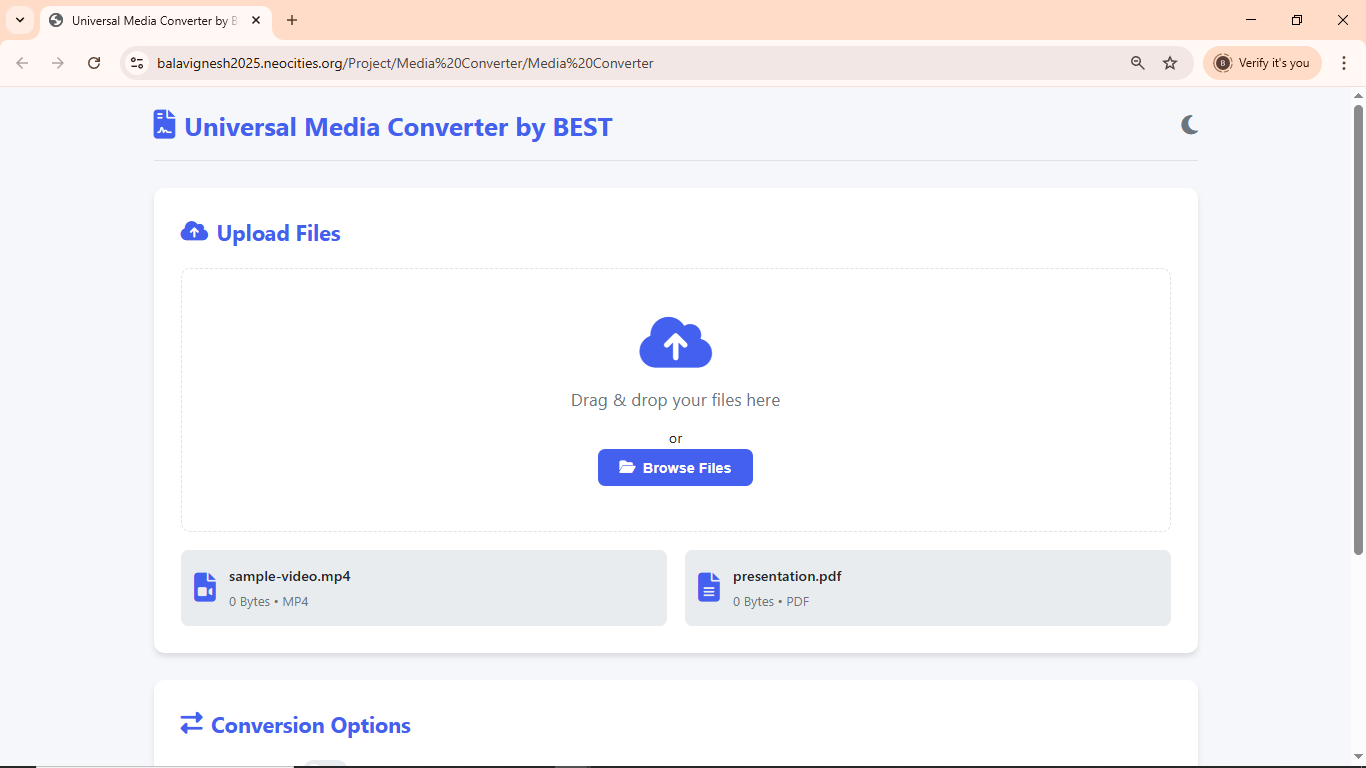 Universal Media Converter by B
balavignesh2025.neocities.org/Project/Media%20Converter/Media%20Converter
B
Verify it's you
Universal Media Converter by BEST
Upload Files
Drag & drop your files here
or
Browse Files
sample-video.mp4
0 Bytes • MP4
presentation.pdf
0 Bytes • PDF
Conversion Options